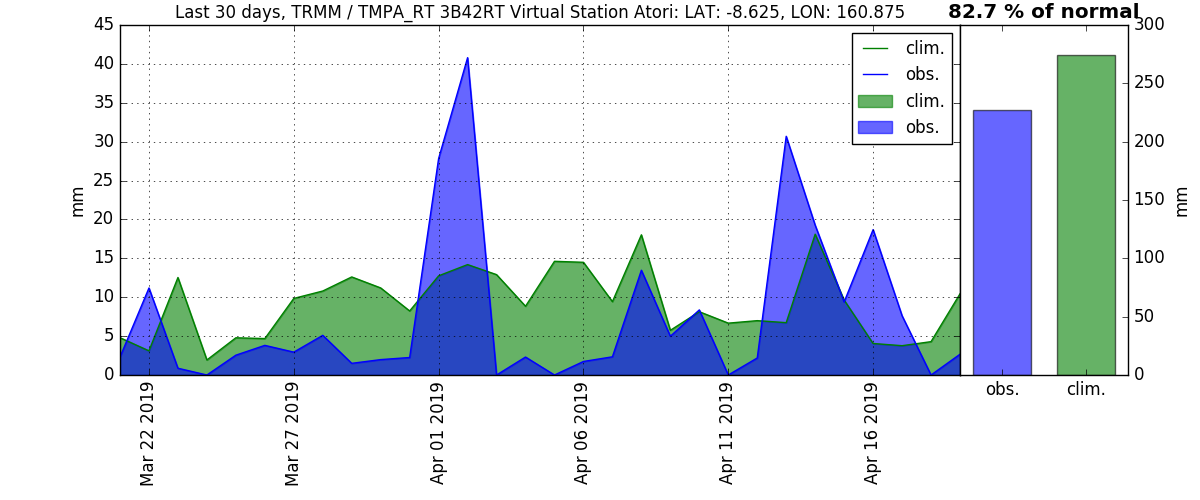 Last 30 days, TRMM / TMPA_RT 3B42RT Virtual Station Atori: LAT: -8.625, LON: 160.875
82.7 % of normal
45
40
35
30
25
20
15
10
5
0
mm
clim.
obs.
clim.
obs.
Mar 22 2019
Mar 27 2019
Apr 01 2019
Apr 06 2019
Apr 11 2019
Apr 16 2019
300
250
200
150
100
50
0
mm
obs.
clim.